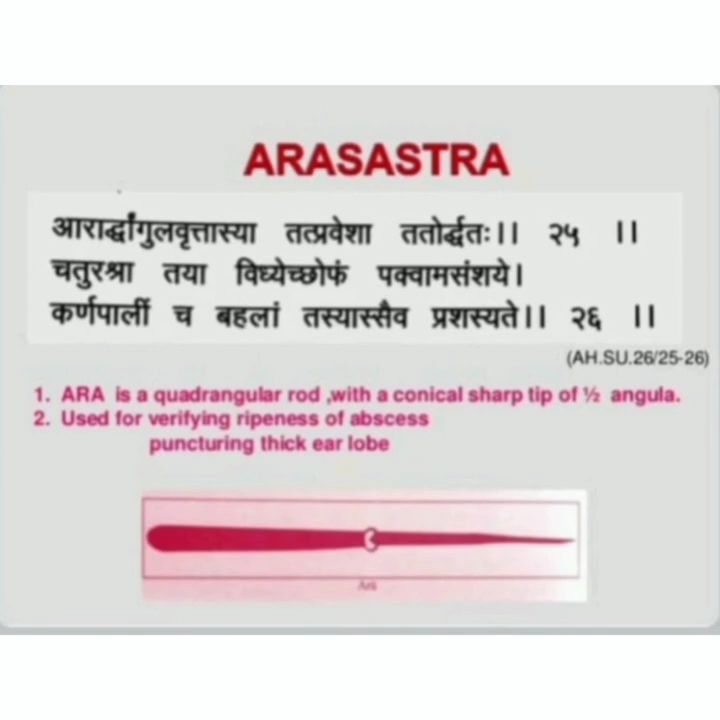 ARASASTRA
आरार्द्धांगुलवृत्तास्या तत्प्रवेशा ततोर्द्धतः।। २५ ।।
चतुरश्रा तया विघ्येच्छोफं पक्वामसंशये।
कर्णपालीं च बहलां तस्यास्सैव प्रशस्यते।। २६ ।।
(AH.SU.26/25-26)
1. ARA is a quadrangular rod ,with a conical sharp tip of ½ angula.
2. Used for verifying ripeness of abscess
puncturing thick ear lobe
Ara